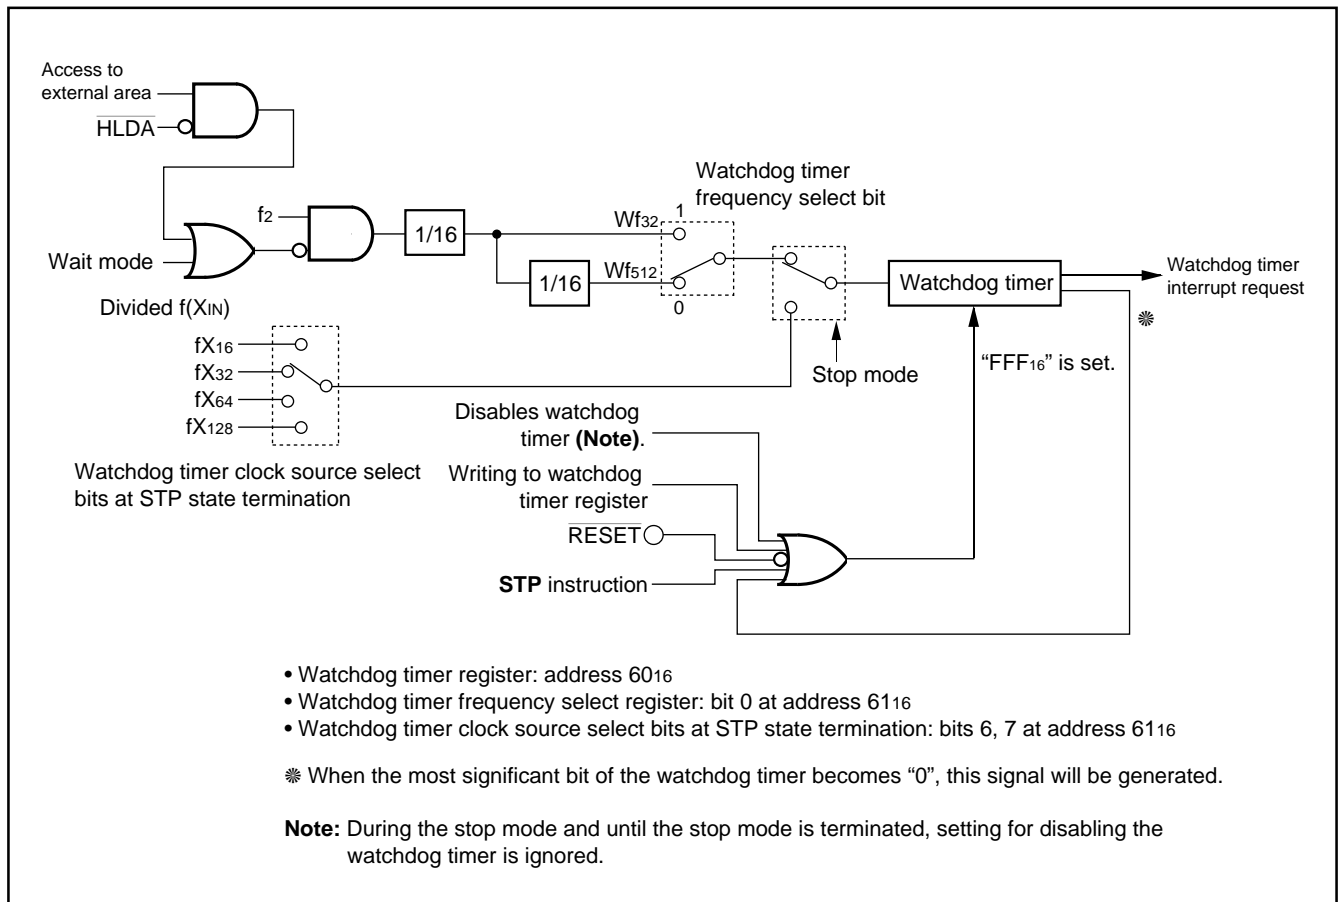 Access to
external area
HLDA
Wait mode
f2
1/16
1/16
Wf32
Wf512
Watchdog timer
frequency select bit
1
0
Watchdog timer
Watchdog timer
interrupt request
❋
“FFF16” is set.
Stop mode
Divided f(XIN)
fX16
fX32
fX64
fX128
Watchdog timer clock source select
bits at STP state termination
Disables watchdog
timer (Note).
Writing to watchdog
timer register
RESET
STP instruction
• Watchdog timer register: address 6016
• Watchdog timer frequency select register: bit 0 at address 6116
• Watchdog timer clock source select bits at STP state termination: bits 6, 7 at address 6116
❋ When the most significant bit of the watchdog timer becomes “0”, this signal will be generated.
Note: During the stop mode and until the stop mode is terminated, setting for disabling the
watchdog timer is ignored.